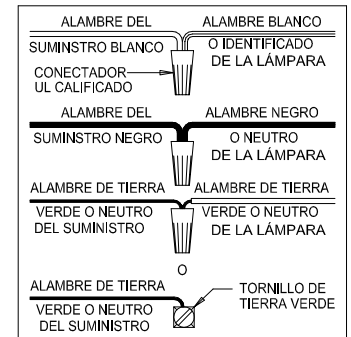 ALAMBRE DEL
ALAMBRE BLANCO
SUMINSTRO BLANCO
O IDENTIFICADO
DE LA LÁMPARA
CONECTADOR
UL CALIFICADO
ALAMBRE DEL
ALAMBRE NEGRO
SUMINSTRO NEGRO
O NEUTRO
DE LA LÁMPARA
ALAMBRE DE TIERRA
ALAMBRE DE TIERRA
VERDE O NEUTRO
DEL SUMINISTRO
VERDE O NEUTRO
DE LA LÁMPARA
O
ALAMBRE DE TIERRA
TORNILLO DE
TIERRA VERDE
VERDE O NEUTRO
DEL SUMINISTRO